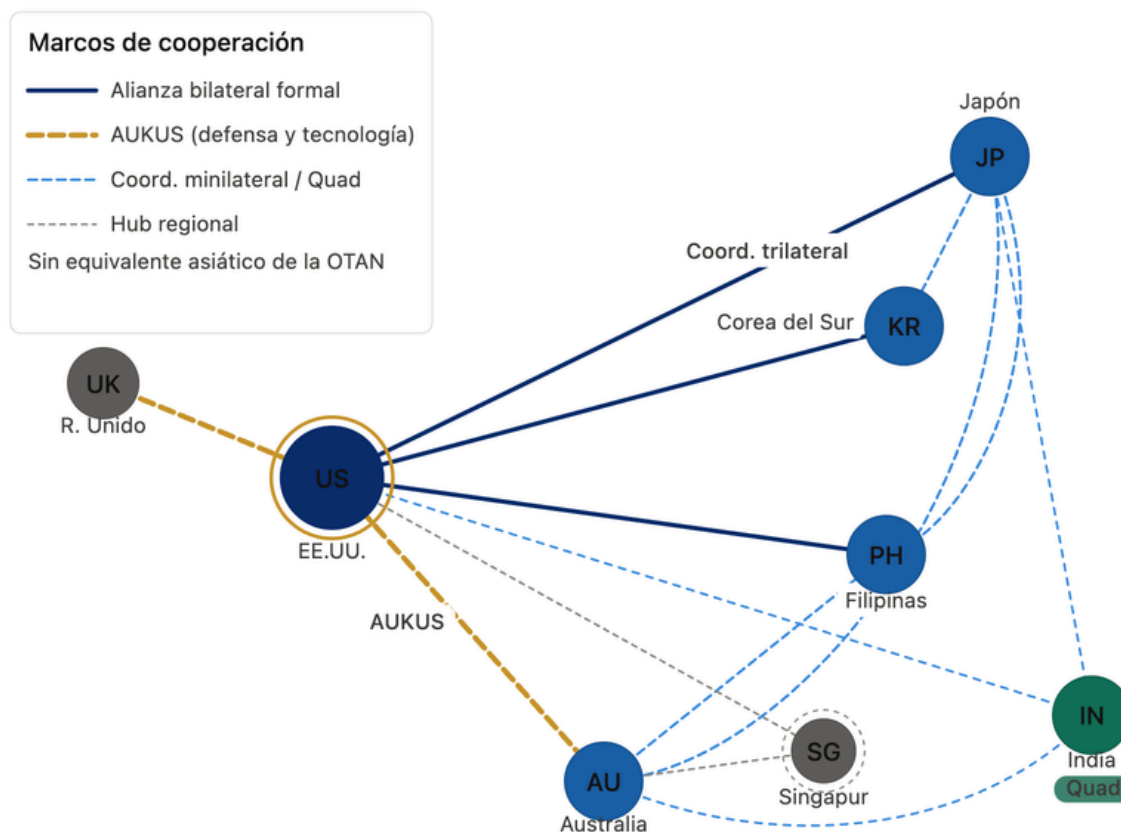 Marcos de cooperación
Alianza bilateral formal
AUKUS (defensa y tecnología)
Coord. minilateral / Quad
Hub regional
Sin equivalente asiático de la OTAN
Japón
JP
Coord. trilateral
Corea del Sur
KR
UK
R. Unido
US
EE.UU.
PH
Filipinas
AUKUS
IN
India
Quad
SG
Singapur
AU
Australia